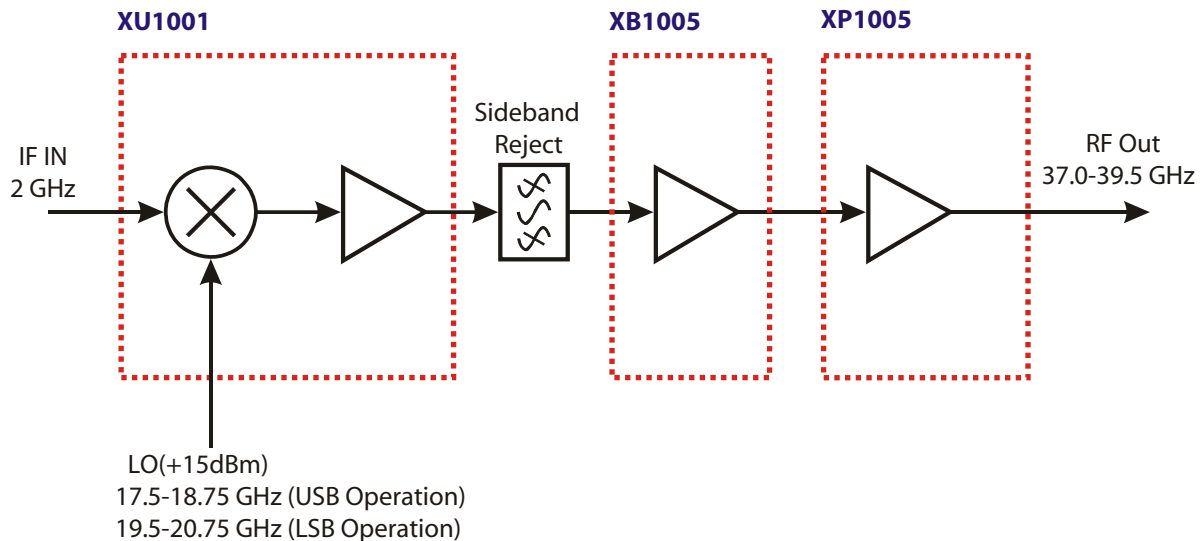 XU1001
XB1005
XP1005
Sideband
Reject
IF IN
2 GHz
RF Out
37.0-39.5 GHz
LO(+15dBm)
17.5-18.75 GHz (USB Operation)
19.5-20.75 GHz (LSB Operation)